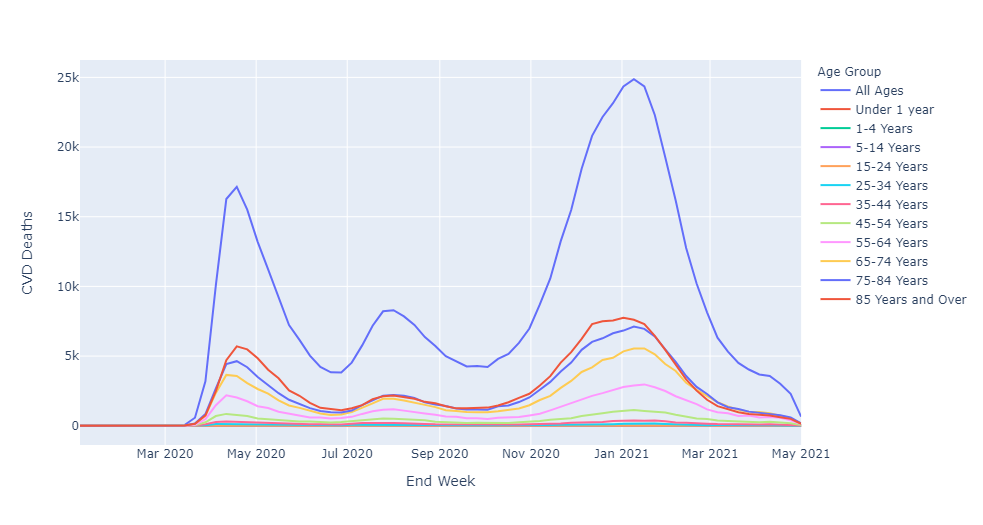 Age Group
All Ages
Under 1 year
1-4 Years
5-14 Years
15-24 Years
25-34 Years
35-44 Years
45-54 Years
55-64 Years
65-74 Years
75-84 Years
85 Years and Over
CVD Deaths
25k
20k
15k
10k
5k
0
Mar 2020 May 2020 Jul 2020 Sep 2020 Nov 2020 Jan 2021 Mar 2021 May 2021
End Week